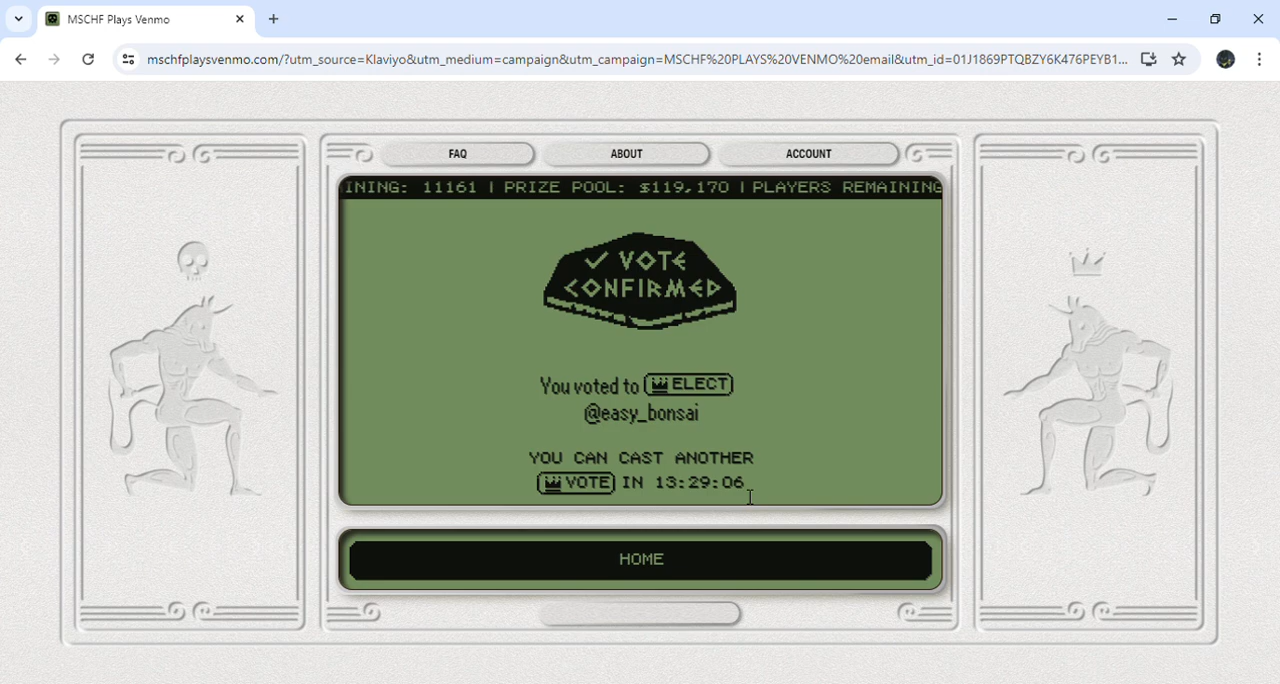 MSCHF Plays Venmo
mschfplaysvenmo.com/?utm_source=Klaviyo&utm_medium=campaign&utm_campaign=MSCHF%20PLAYS%20VENMO%20email&utm_id=01J1869PTQBZY6K476PEYB1...
FAQ ABOUT ACCOUNT
INING: 11161 | PRIZE POOL: $119,170 | PLAYERS REMAINING
✓ VOTE
CONFIRMED
You voted to ELECT
@easy_bonsai
YOU CAN CAST ANOTHER
VOTE IN 13:29:06
HOME